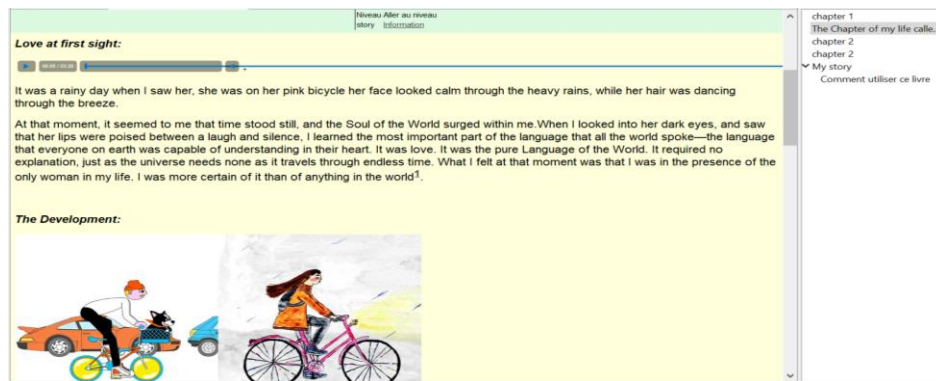 Niveau Aller au niveau
story Information
Love at first sight:
It was a rainy day when I saw her, she was on her pink bicycle her face looked calm through the heavy rains, while her hair was dancing
through the breeze.
At that moment, it seemed to me that time stood still, and the Soul of the World surged within me.When I looked into her dark eyes, and saw
that her lips were poised between a laugh and silence, I learned the most important part of the language that all the world spoke—the language
that everyone on earth was capable of understanding in their heart. It was love. It was the pure Language of the World. It required no
explanation, just as the universe needs none as it travels through endless time. What I felt at that moment was that I was in the presence of the
only woman in my life. I was more certain of it than of anything in the world1.
The Development:
chapter 1
The Chapter of my life calle..
chapter 2
chapter 2
My story
Comment utiliser ce livre